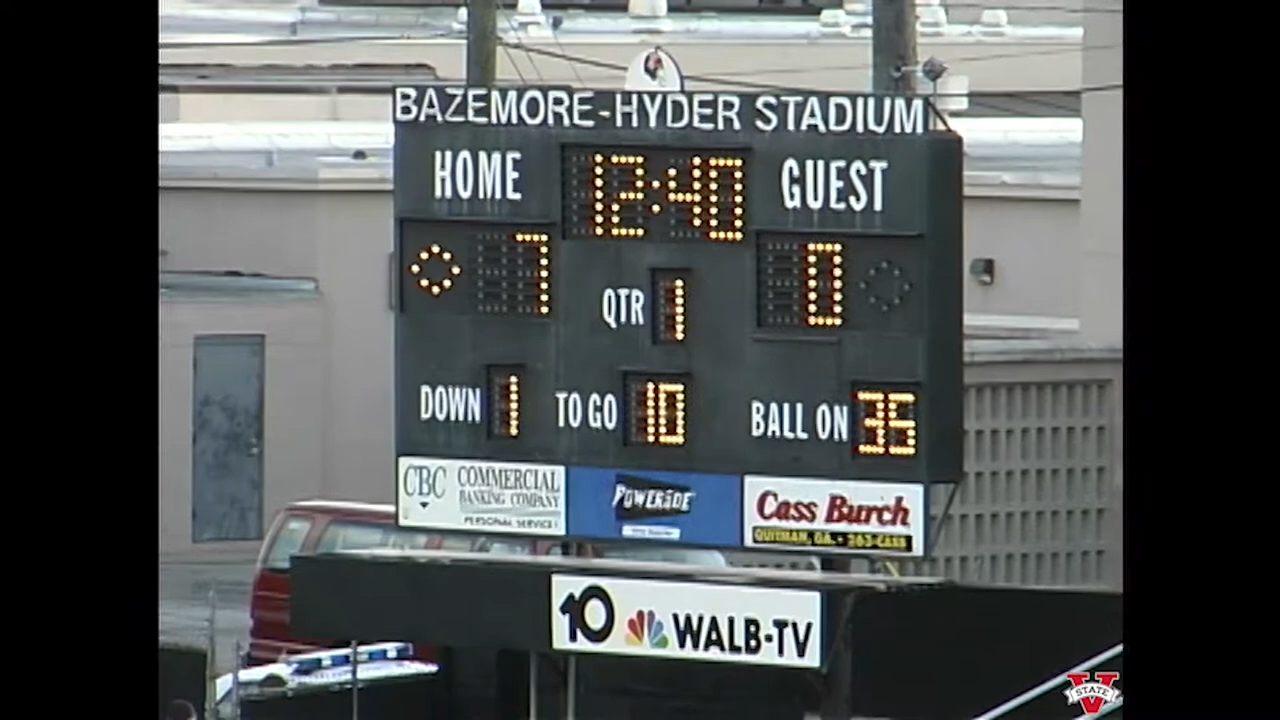 BAZEMORE-HYDER STADIUM
HOME 12:40 GUEST
7 0
QTR 1
DOWN 1 TO GO 10 BALL ON 35
CBC COMMERCIAL
BANKING COMPANY
PERSONAL SERVICE!
POWERADE
Cass Burch
QUITMAN, GA. • 263-CASS
10 WALB-TV
V STATE